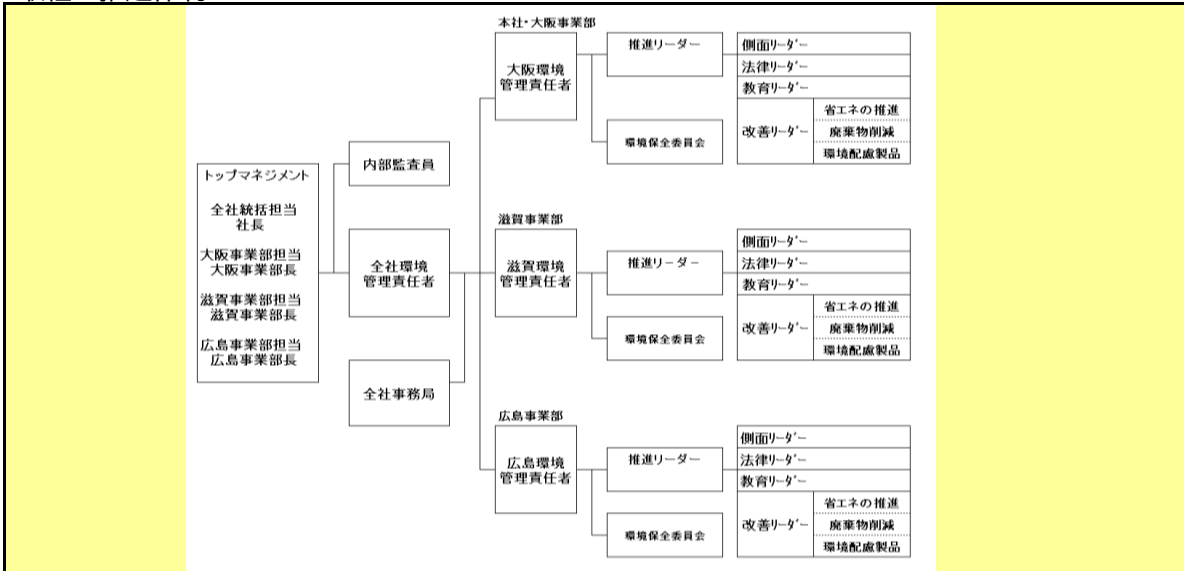 トップマネジメント
全社統括担当
社長
大阪事業部担当
大阪事業部長
滋賀事業部担当
滋賀事業部長
広島事業部担当
広島事業部長
内部監査員
全社環境
管理責任者
全社事務局
本社・大阪事業部
大阪環境
管理責任者
推進リーダー
環境保全委員会
側面リーダー
法律リーダー
教育リーダー
改善リーダー
省エネの推進
廃棄物削減
環境配慮製品
滋賀事業部
滋賀環境
管理責任者
推進リーダー
環境保全委員会
側面リーダー
法律リーダー
教育リーダー
改善リーダー
省エネの推進
廃棄物削減
環境配慮製品
広島事業部
広島環境
管理責任者
推進リーダー
環境保全委員会
側面リーダー
法律リーダー
教育リーダー
改善リーダー
省エネの推進
廃棄物削減
環境配慮製品